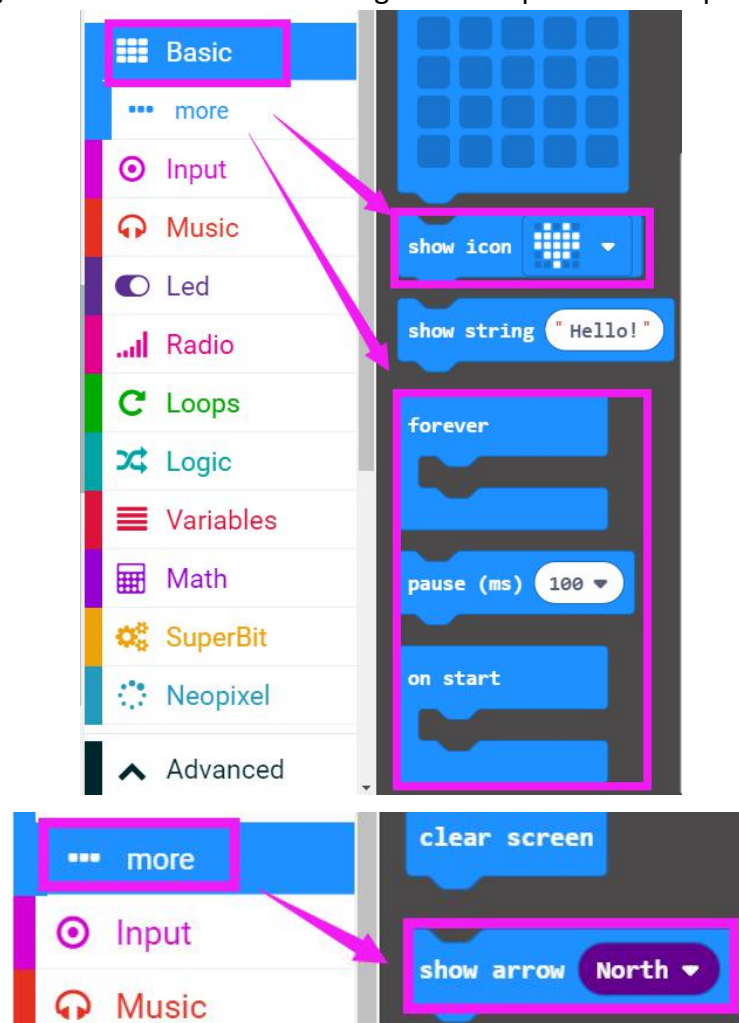 Basic
more
Input
Music
Led
Radio
Loops
Logic
Variables
Math
SuperBit
Neopixel
Advanced
show icon
show string "Hello!"
forever
pause (ms) 100
on start
more
Input
Music
clear screen
show arrow North